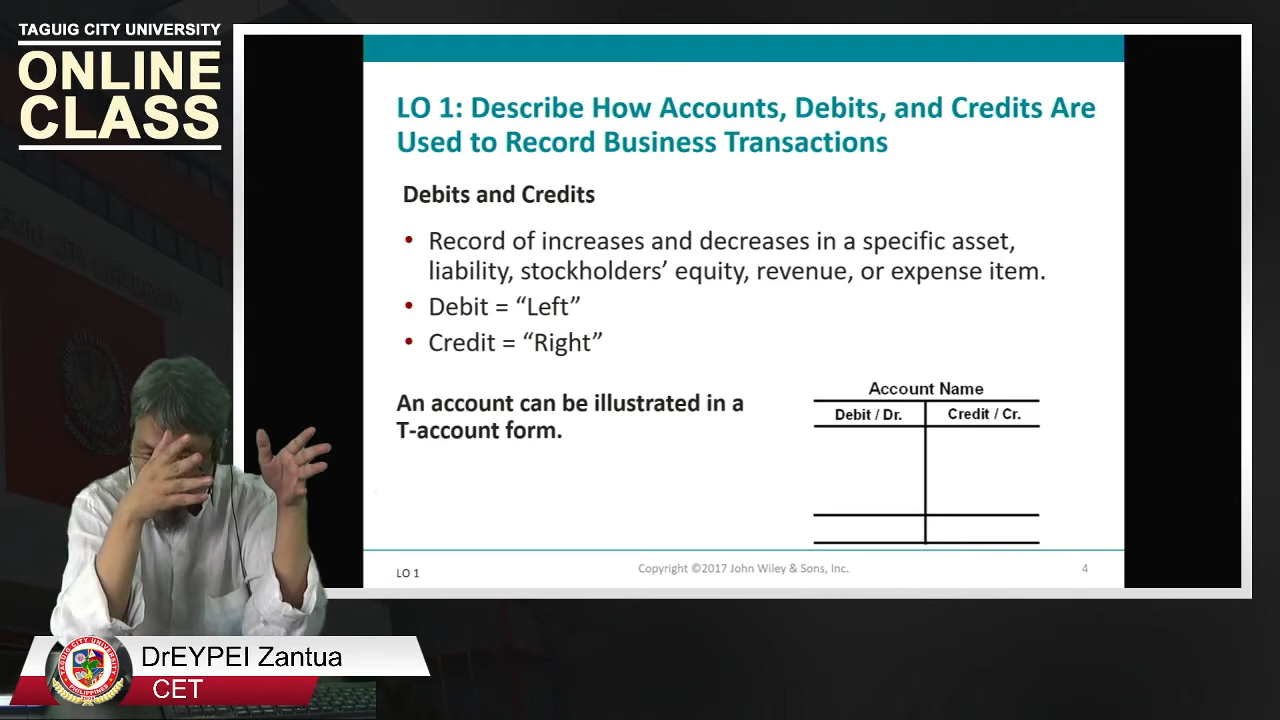 TAGUIG CITY UNIVERSITY
ONLINE
CLASS
LO 1: Describe How Accounts, Debits, and Credits Are
Used to Record Business Transactions
Debits and Credits
• Record of increases and decreases in a specific asset,
liability, stockholders’ equity, revenue, or expense item.
• Debit = “Left”
• Credit = “Right”
An account can be illustrated in a
T-account form.
Account Name
Debit / Dr. Credit / Cr.
LO 1
Copyright ©2017 John Wiley & Sons, Inc.
4
DrEYPEI Zantua
CET